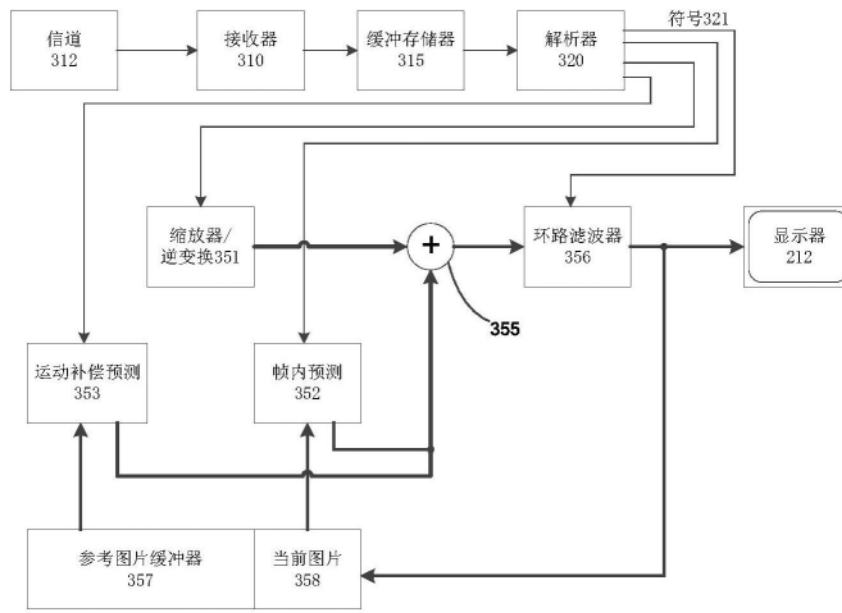 符号321
信道
312
接收器
310
缓冲存储器
315
解析器
320
缩放器/
逆变换351
+
环路滤波器
356
显示器
212
355
运动补偿预测
353
帧内预测
352
参考图片缓冲器
357
当前图片
358